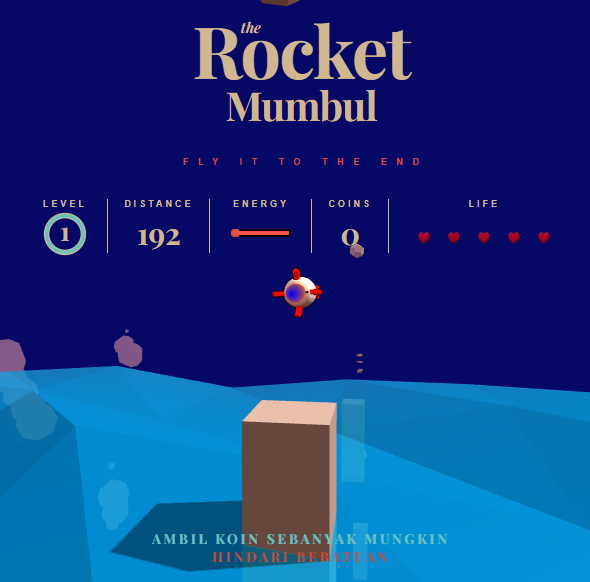 the
Rocket
Mumbul
FLY IT TO THE END
LEVEL DISTANCE ENERGY COINS LIFE
1 192 0
AMBIL KOIN SEBANYAK MUNGKIN
HINDARI BEBATUAN